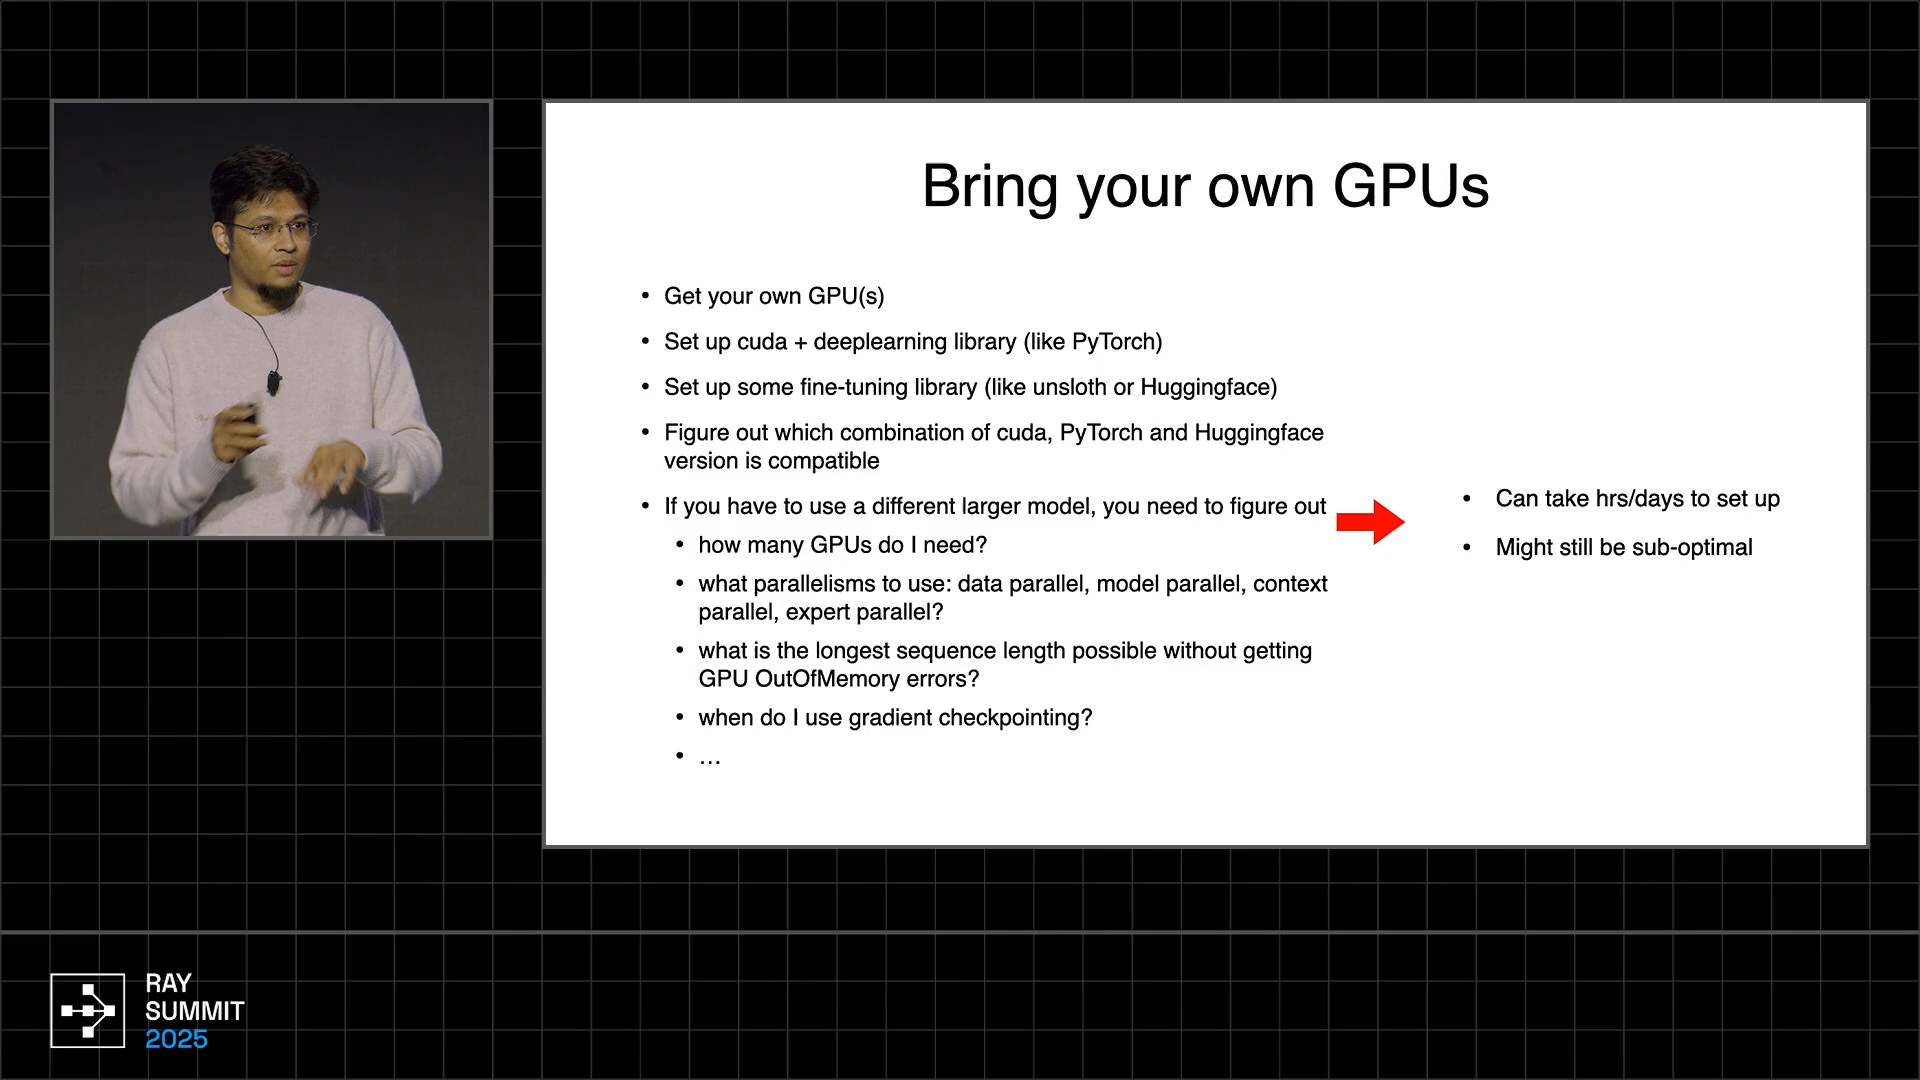 Bring your own GPUs
• Get your own GPU(s)
• Set up cuda + deeplearning library (like PyTorch)
• Set up some fine-tuning library (like unsloth or Huggingface)
• Figure out which combination of cuda, PyTorch and Huggingface
version is compatible
• If you have to use a different larger model, you need to figure out
• how many GPUs do I need?
• what parallelisms to use: data parallel, model parallel, context
parallel, expert parallel?
• what is the longest sequence length possible without getting
GPU OutOfMemory errors?
• when do I use gradient checkpointing?
• …
• Can take hrs/days to set up
• Might still be sub-optimal
RAY
SUMMIT
2025